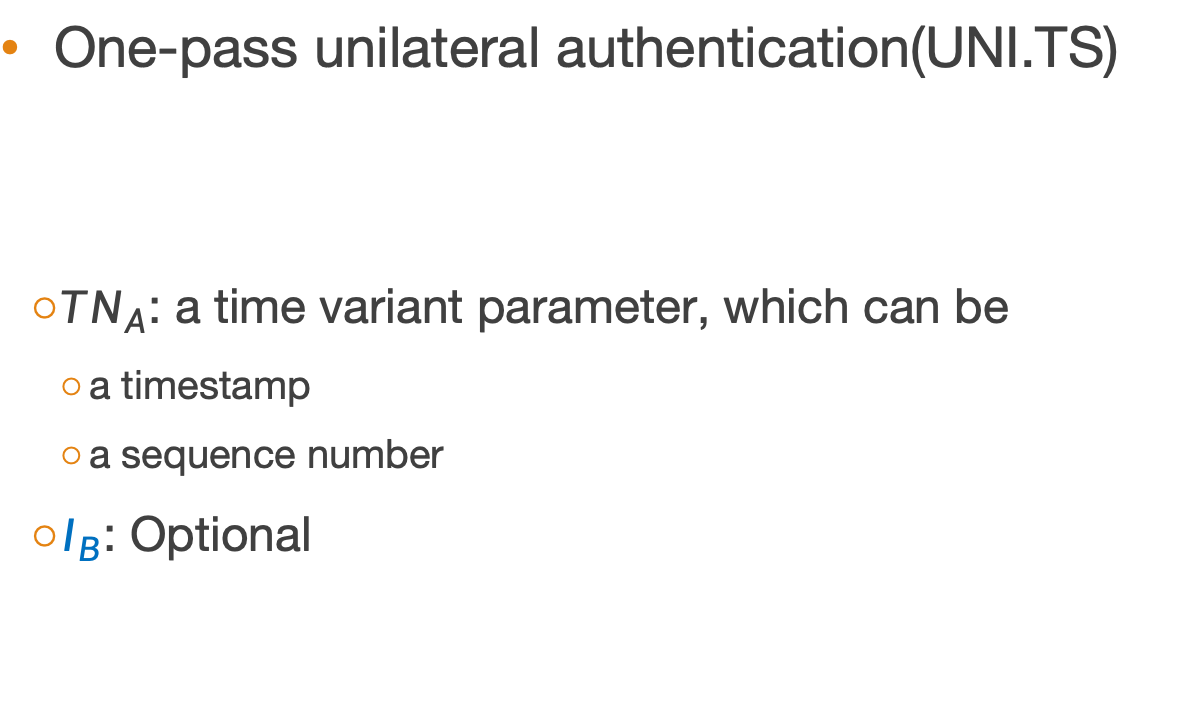 • One-pass unilateral authentication(UNI.TS)
○TN_A: a time variant parameter, which can be
○ a timestamp
○ a sequence number
○I_B: Optional